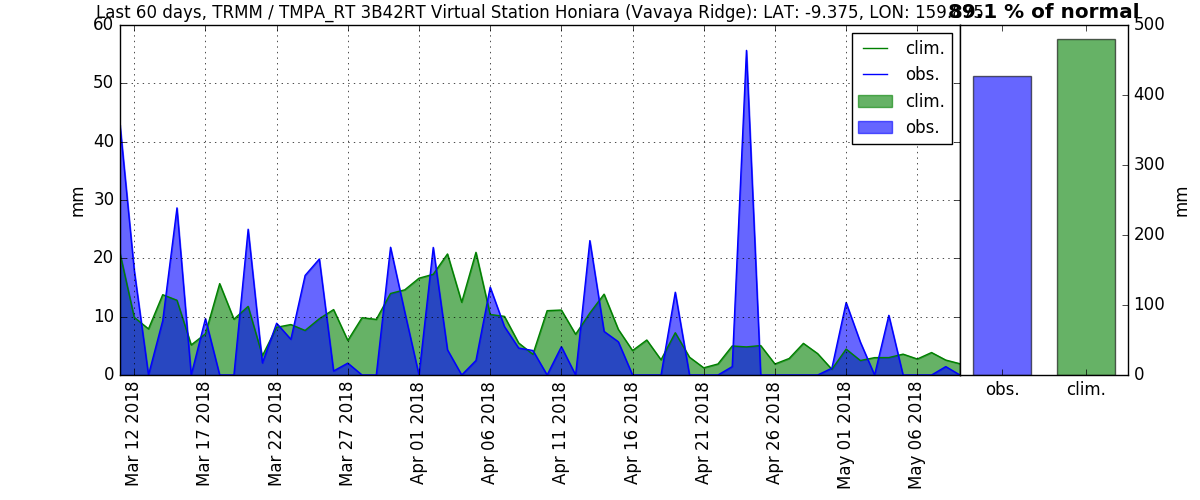 Last 60 days, TRMM / TMPA_RT 3B42RT Virtual Station Honiara (Vavaya Ridge): LAT: -9.375, LON:
89.1 % of normal
60
50
40
30
20
10
0
mm
clim.
obs.
clim.
obs.
500
400
300
200
100
0
mm
obs.
clim.
Mar 12 2018
Mar 17 2018
Mar 22 2018
Mar 27 2018
Apr 01 2018
Apr 06 2018
Apr 11 2018
Apr 16 2018
Apr 21 2018
Apr 26 2018
May 01 2018
May 06 2018